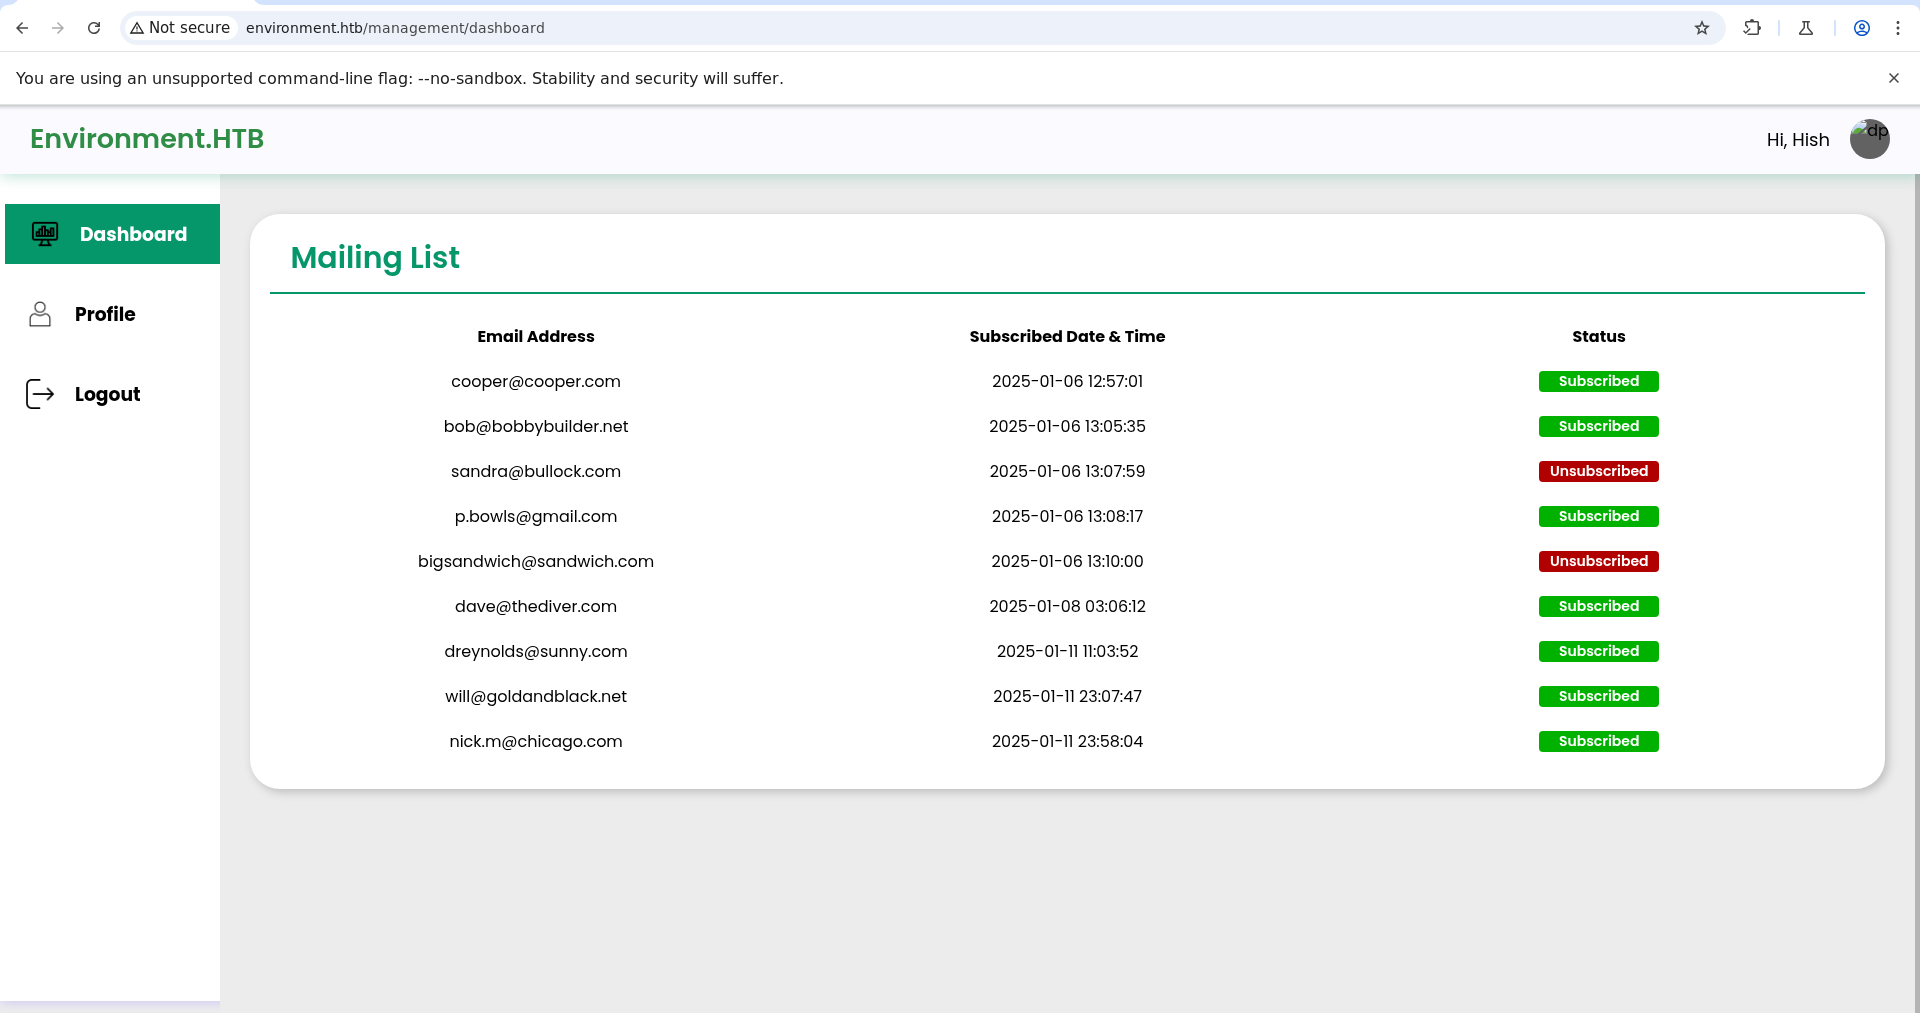 Not secure environment.htb/management/dashboard
You are using an unsupported command-line flag: --no-sandbox. Stability and security will suffer.
Environment.HTB
Hi, Hish
dp
Dashboard
Profile
Logout
Mailing List
Email Address Subscribed Date & Time Status
cooper@cooper.com 2025-01-06 12:57:01 Subscribed
bob@bobbybuilder.net 2025-01-06 13:05:35 Subscribed
sandra@bullock.com 2025-01-06 13:07:59 Unsubscribed
p.bowls@gmail.com 2025-01-06 13:08:17 Subscribed
bigsandwich@sandwich.com 2025-01-06 13:10:00 Unsubscribed
dave@thediver.com 2025-01-08 03:06:12 Subscribed
dreynolds@sunny.com 2025-01-11 11:03:52 Subscribed
will@goldandblack.net 2025-01-11 23:07:47 Subscribed
nick.m@chicago.com 2025-01-11 23:58:04 Subscribed